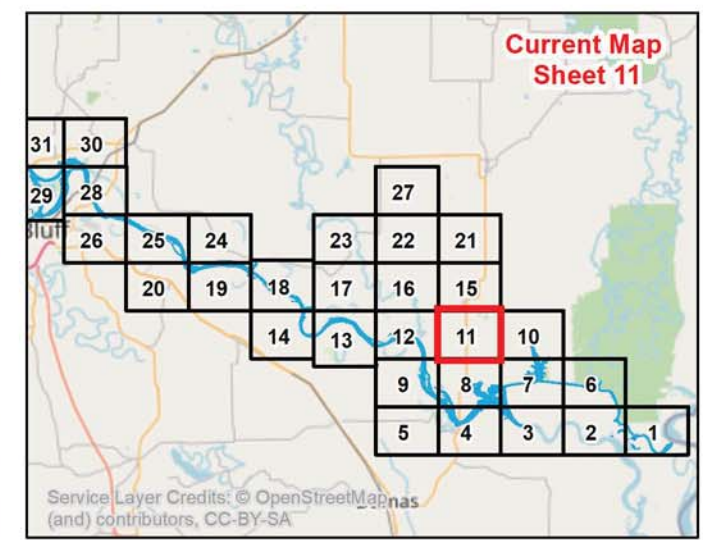 Current Map
Sheet 11
31 30
29 28 27
Bluff 26 25 24 23 22 21
20 19 18 17 16 15
14 13 12 11 10
9 8 7 6
5 4 3 2 1
Service Layer Credits: © OpenStreetMap
(and) contributors, CC-BY-SA